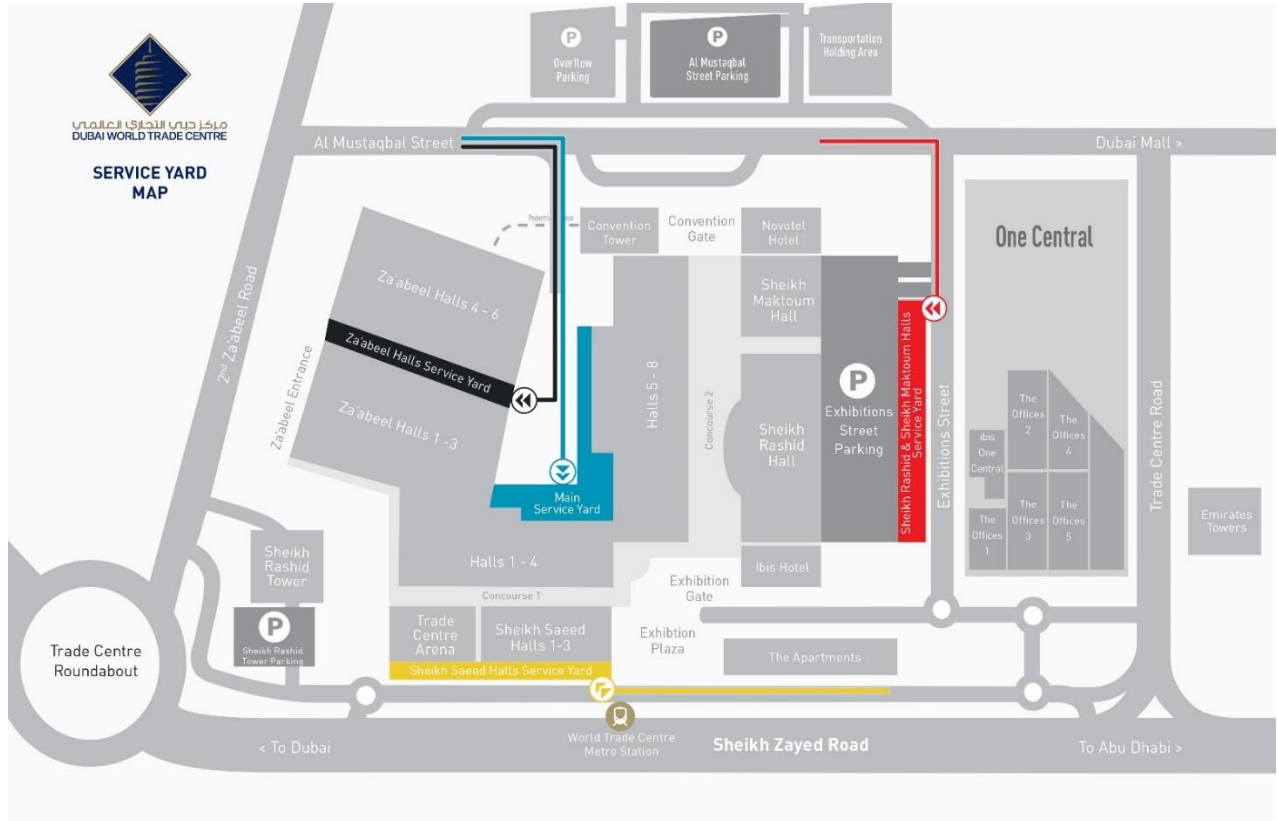 مركز دبي التجاري العالمي
DUBAI WORLD TRADE CENTRE
SERVICE YARD
MAP
P
Overflow
Parking
P
Al Mustaqbal
Street Parking
Transportation
Holding Area
Al Mustaqbal Street
Dubai Mall >
2nd Za'abeel Road
Convention
Tower
Convention
Gate
Novotel
Hotel
One Central
Za'abeel Halls 4 - 6
Za'abeel Halls Service Yard
Za'abeel Halls 1 -3
Za'abeel Entrance
Main
Service Yard
Halls 5 - 8
Concourse 2
Sheikh
Maktoum
Hall
Sheikh
Rashid
Hall
P
Exhibitions
Street
Parking
Sheikh Rashid & Sheikh Maktoum Halls
Service Yard
Exhibitions Street
ibis
One
Central
The
Offices
2
The
Offices
4
The
Offices
1
The
Offices
3
The
Offices
5
Trade Centre Road
Emirates
Towers
Sheikh
Rashid
Tower
Halls 1 - 4
Ibis Hotel
Exhibition
Gate
Concourse 1
Trade
Centre
Arena
Sheikh Saeed
Halls 1-3
Exhibtion
Plaza
The Apartments
P
Sheikh Rashid
Tower Parking
Trade Centre
Roundabout
Sheikh Saeed Halls Service Yard
World Trade Centre
Metro Station
< To Dubai
Sheikh Zayed Road
To Abu Dhabi >